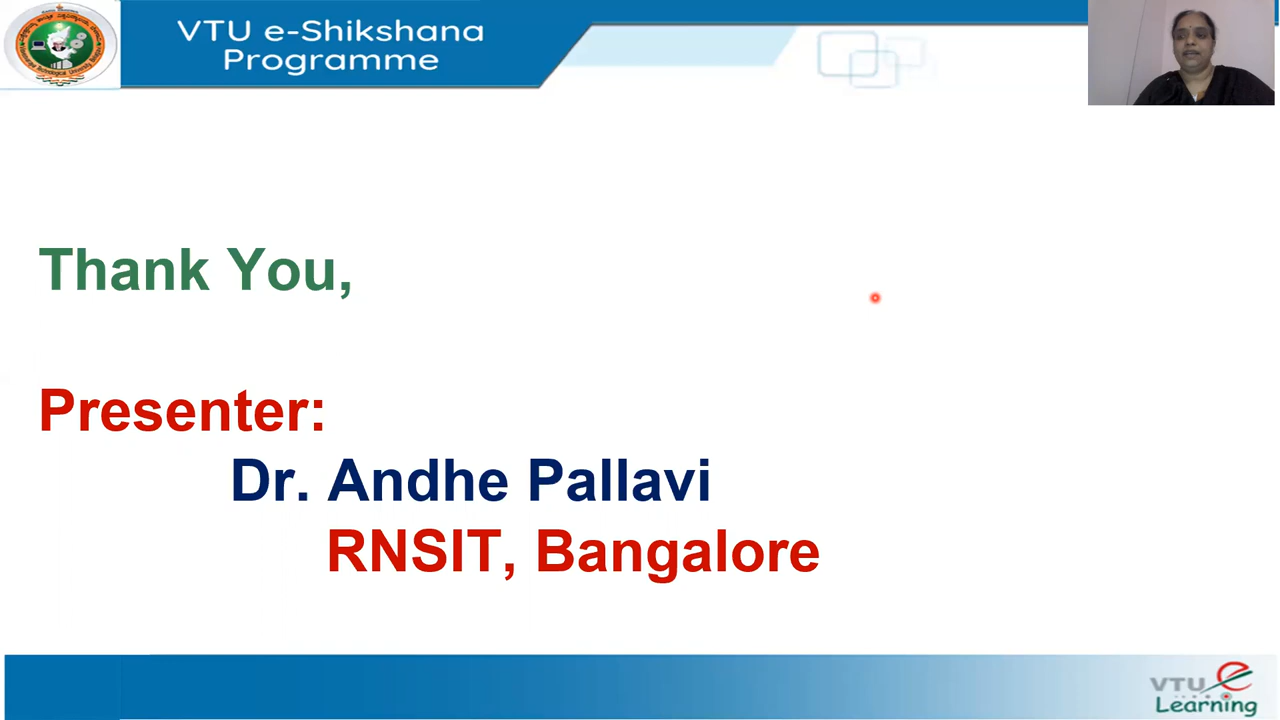 VTU e-Shikshana
Programme
Thank You,
Presenter:
Dr. Andhe Pallavi
RNSIT, Bangalore
VTU e
Learning